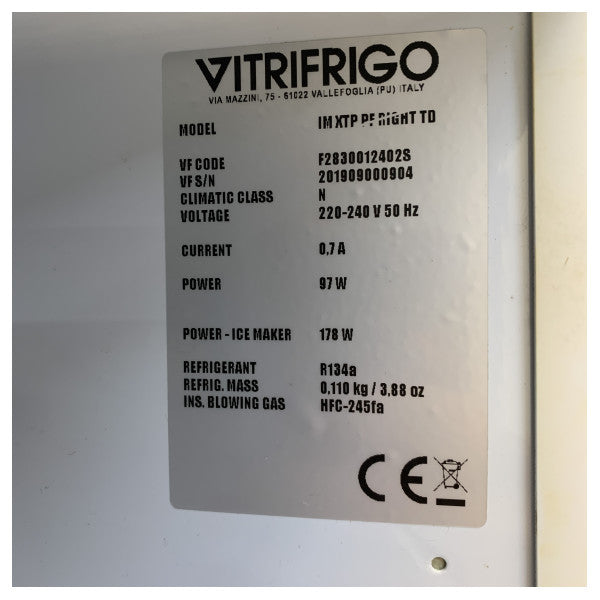 VITRIFRIGO
VIA MAZZINI, 75 - 61022 VALLEFOGLIA (PU) ITALY
MODEL IM XTP PF RIGHT TD
VF CODE F2830012402S
VF S/N 201909000904
CLIMATIC CLASS N
VOLTAGE 220-240 V 50 Hz
CURRENT 0,7 A
POWER 97 W
POWER - ICE MAKER 178 W
REFRIGERANT R134a
REFRIG. MASS 0,110 kg / 3,88 oz
INS. BLOWING GAS HFC-245fa
CE